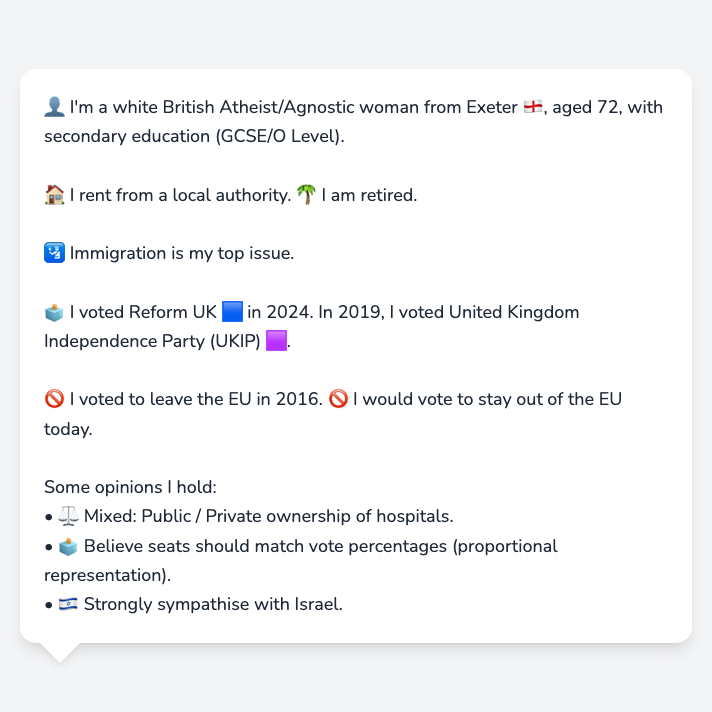 👤 I'm a white British Atheist/Agnostic woman from Exeter 🏴󠁧󠁢󠁥󠁮󠁧󠁿, aged 72, with
secondary education (GCSE/O Level).
🏠 I rent from a local authority. 🌴 I am retired.
🛂 Immigration is my top issue.
🗳️ I voted Reform UK 🟦 in 2024. In 2019, I voted United Kingdom
Independence Party (UKIP) 🟪.
🚫 I voted to leave the EU in 2016. 🚫 I would vote to stay out of the EU
today.
Some opinions I hold:
• ⚖️ Mixed: Public / Private ownership of hospitals.
• 🗳️ Believe seats should match vote percentages (proportional
representation).
• 🇮🇱 Strongly sympathise with Israel.